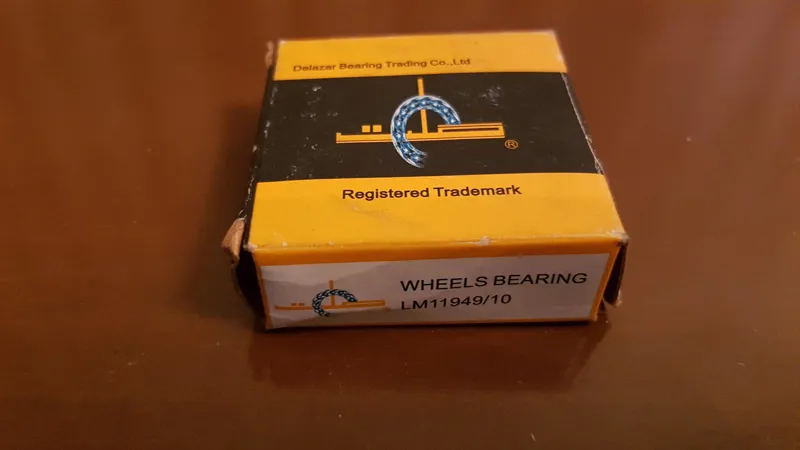 Delazar Bearing Trading Co.,Ltd
®
Registered Trademark
WHEELS BEARING
LM11949/10